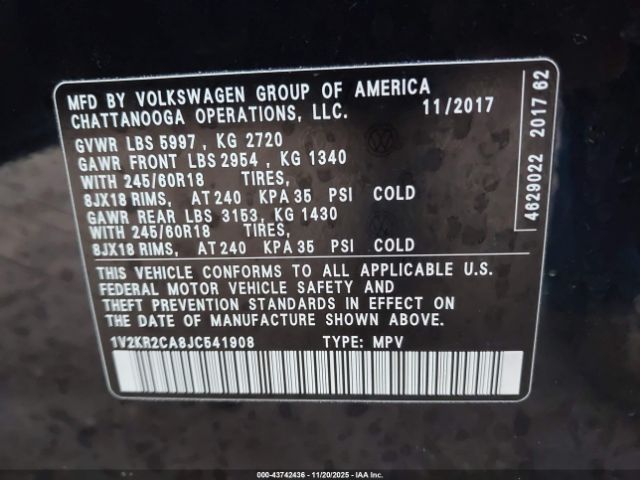 MFD BY VOLKSWAGEN GROUP OF AMERICA
CHATTANOOGA OPERATIONS, LLC. 11/2017
GVWR LBS 5997 , KG 2720
GAWR FRONT LBS 2954 , KG 1340
WITH 245/60R18 TIRES,
8JX18 RIMS, AT 240 KPA 35 PSI COLD
GAWR REAR LBS 3153, KG 1430
WITH 245/60R18 TIRES,
8JX18 RIMS, AT 240 KPA 35 PSI COLD
THIS VEHICLE CONFORMS TO ALL APPLICABLE U.S.
FEDERAL MOTOR VEHICLE SAFETY AND
THEFT PREVENTION STANDARDS IN EFFECT ON
THE DATE OF MANUFACTURE SHOWN ABOVE.
1V2KR2CA8JC541908 TYPE: MPV
4629022 2017 62
000-43742436 - 11/20/2025 - IAA Inc.